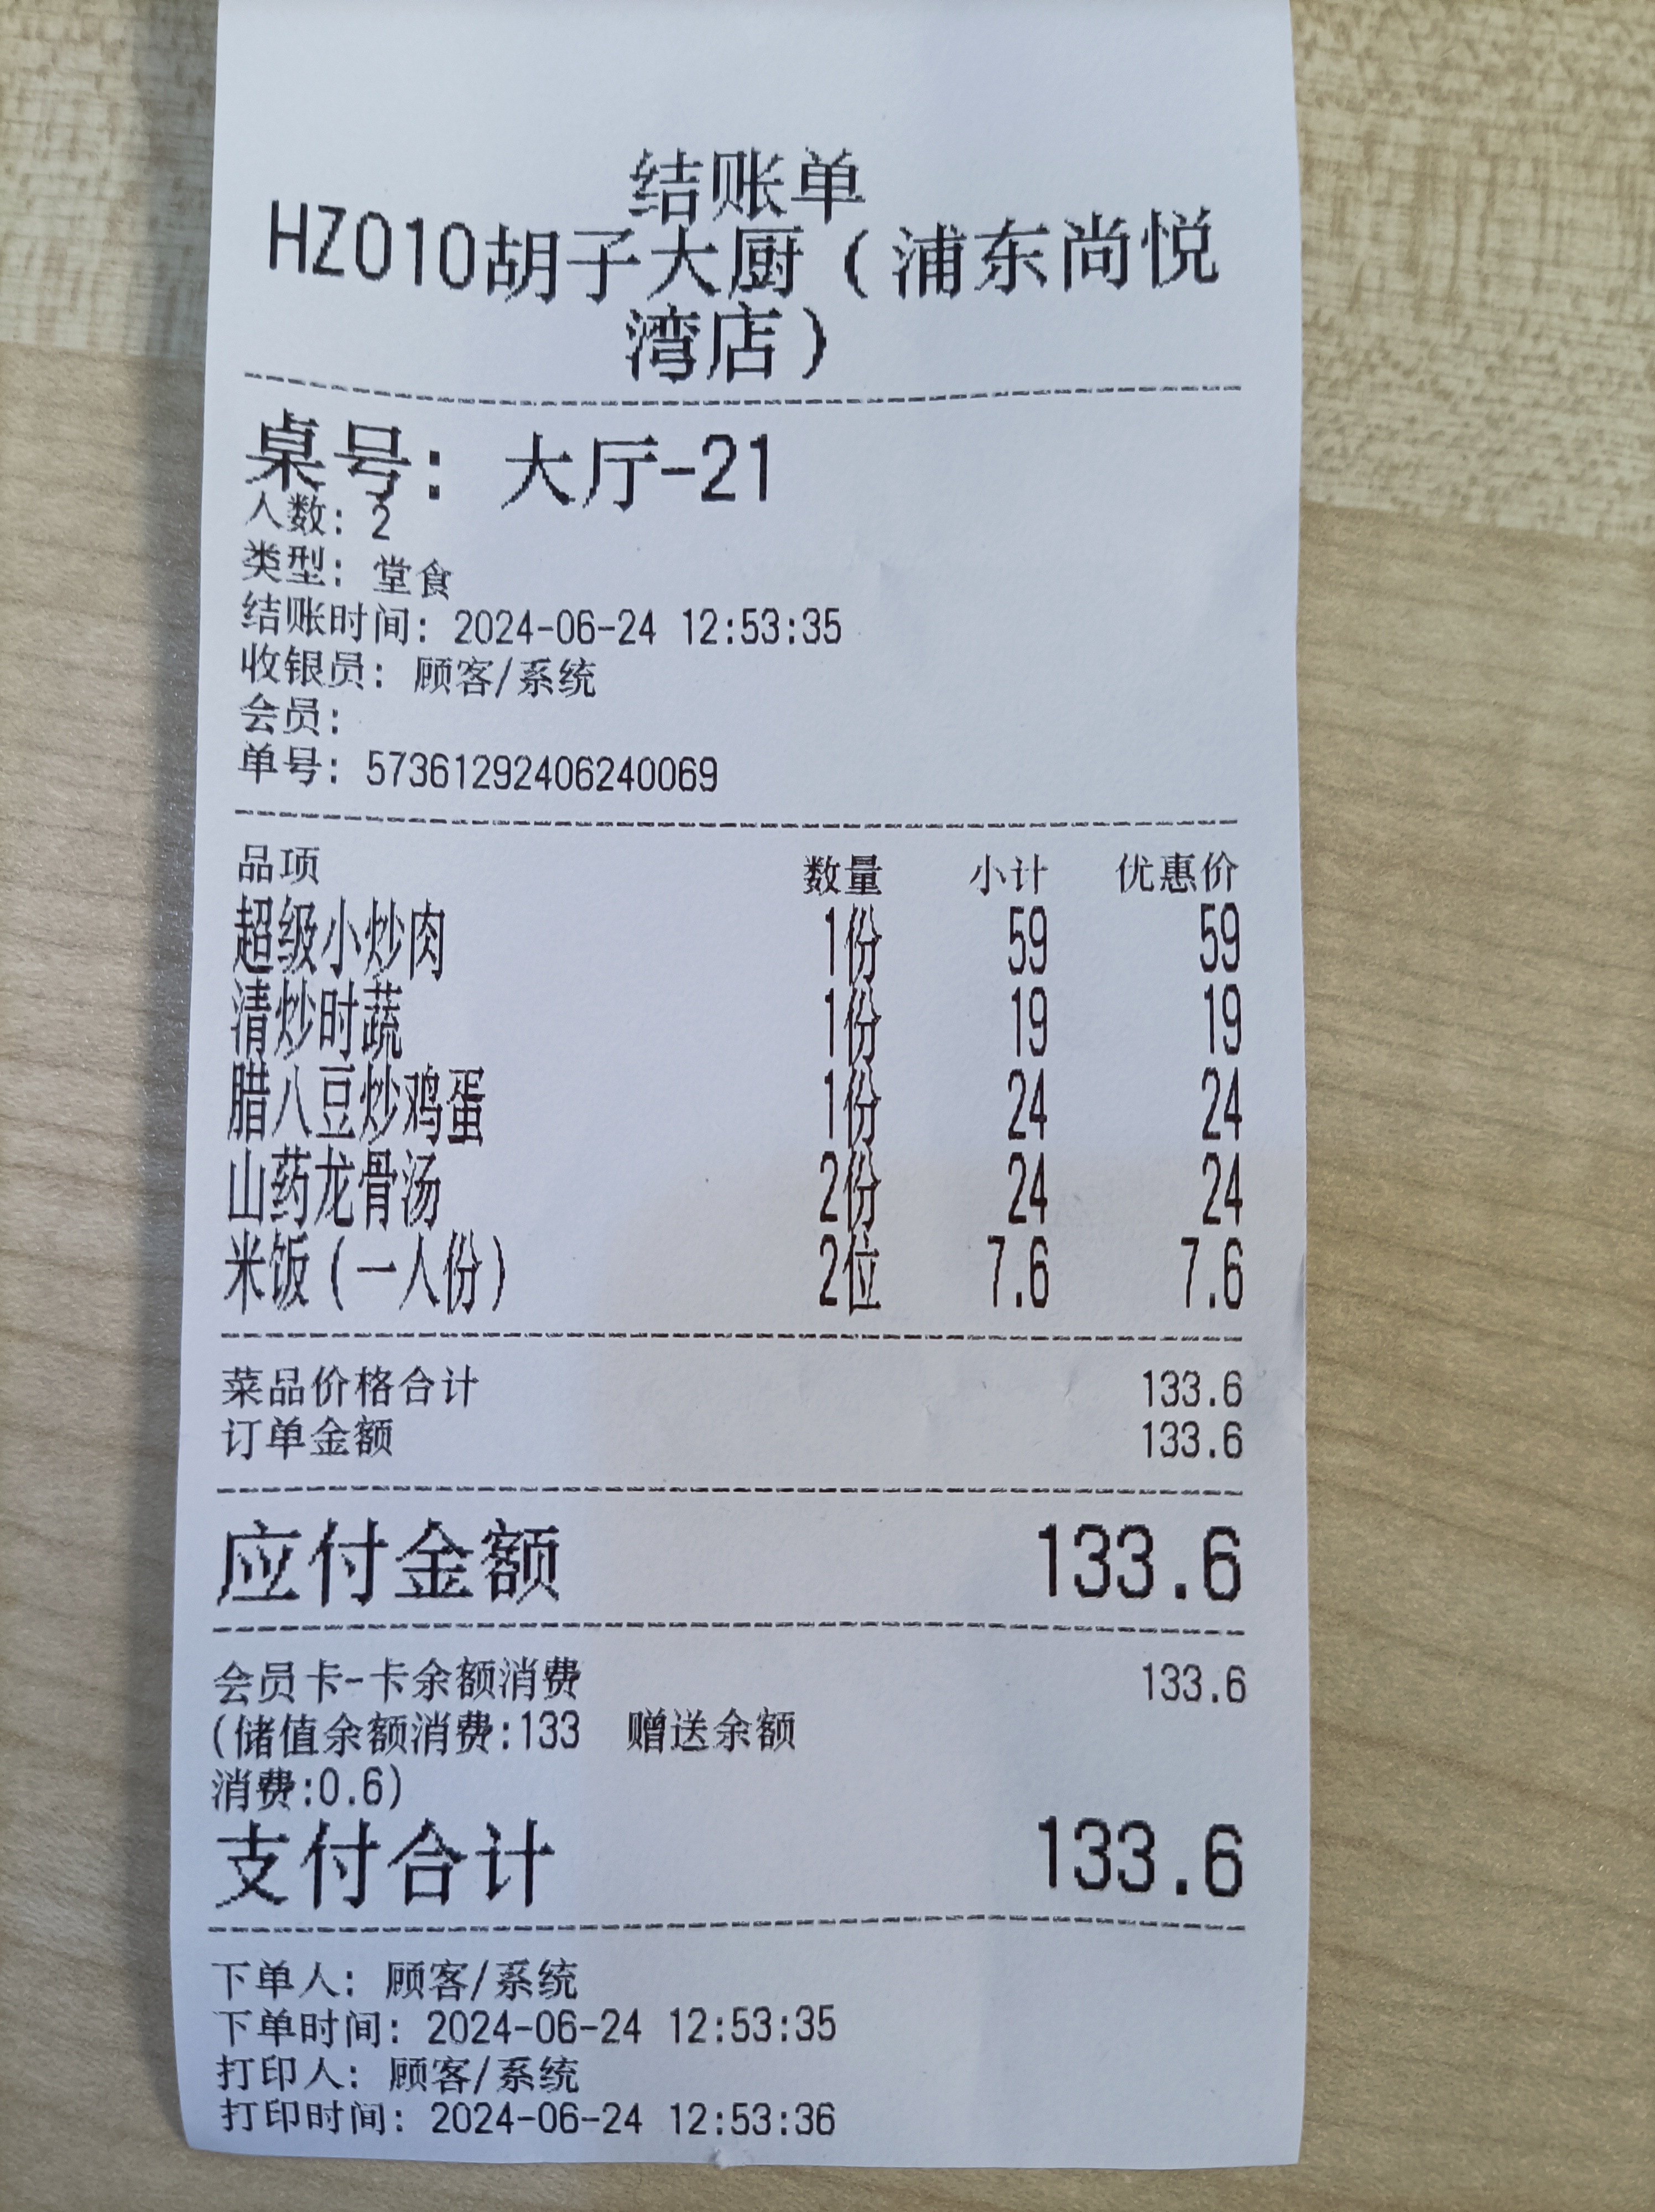 结账单
HZ010胡子大厨(浦东尚悦
湾店)
桌号: 大厅-21
人数: 2
类型: 堂食
结账时间: 2024-06-24 12:53:35
收银员: 顾客/系统
会员:
单号: 573612924062400​69
品项 数量 小计 优惠价
超级小炒肉 1份 59 59
清炒时蔬 1份 19 19
腊八豆炒鸡蛋 1份 24 24
山药龙骨汤 2份 24 24
米饭(一人份) 2位 7.6 7.6
菜品价格合计 133.6
订单金额 133.6
应付金额 133.6
会员卡-卡余额消费 133.6
(储值余额消费:133 赠送余额
消费:0.6)
支付合计 133.6
下单人: 顾客/系统
下单时间: 2024-06-24 12:53:35
打印人: 顾客/系统
打印时间: 2024-06-24 12:53:36